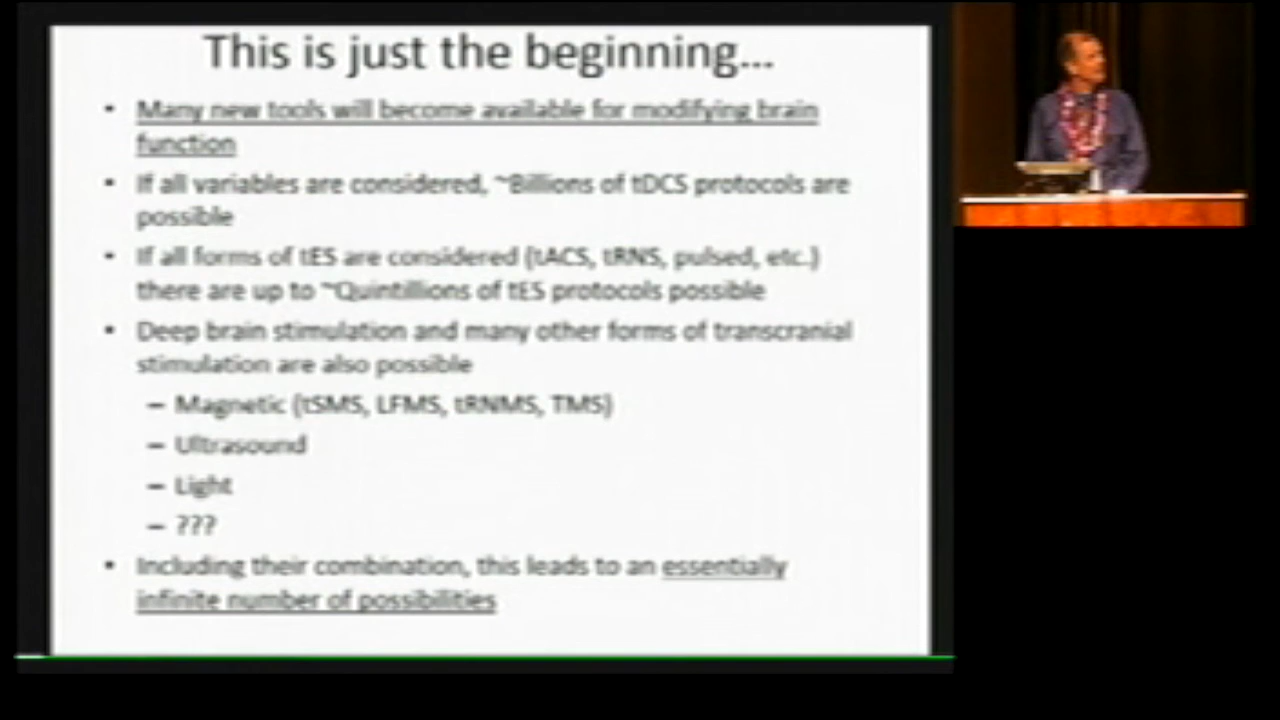 This is just the beginning...
• Many new tools will become available for modifying brain
function
• If all variables are considered, ~Billions of tDCS protocols are
possible
• If all forms of tES are considered (tACS, tRNS, pulsed, etc.)
there are up to ~Quintillions of tES protocols possible
• Deep brain stimulation and many other forms of transcranial
stimulation are also possible
– Magnetic (tSMS, LFMS, tRNMS, TMS)
– Ultrasound
– Light
– ???
• Including their combination, this leads to an essentially
infinite number of possibilities